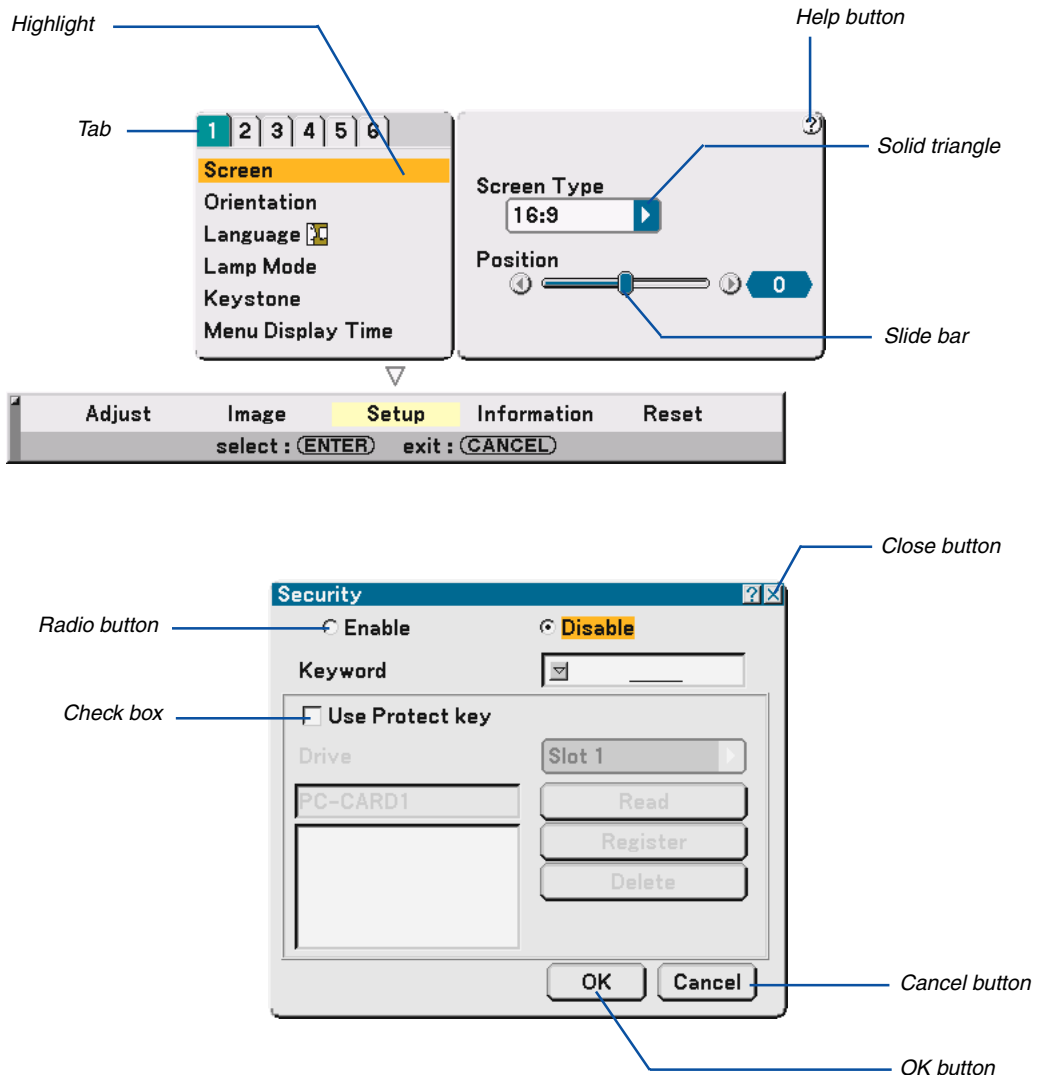 Highlight
Help button
Tab
1 2 3 4 5 6
?
Solid triangle
Screen
Orientation
Language
Lamp Mode
Keystone
Menu Display Time
Screen Type
16:9
Position
0
Slide bar
Adjust Image Setup Information Reset
select : ENTER exit : CANCEL
Close button
Security ? X
Radio button
Enable Disable
Keyword
Check box
Use Protect key
Drive Slot 1
PC-CARD1 Read
Register
Delete
OK Cancel
Cancel button
OK button